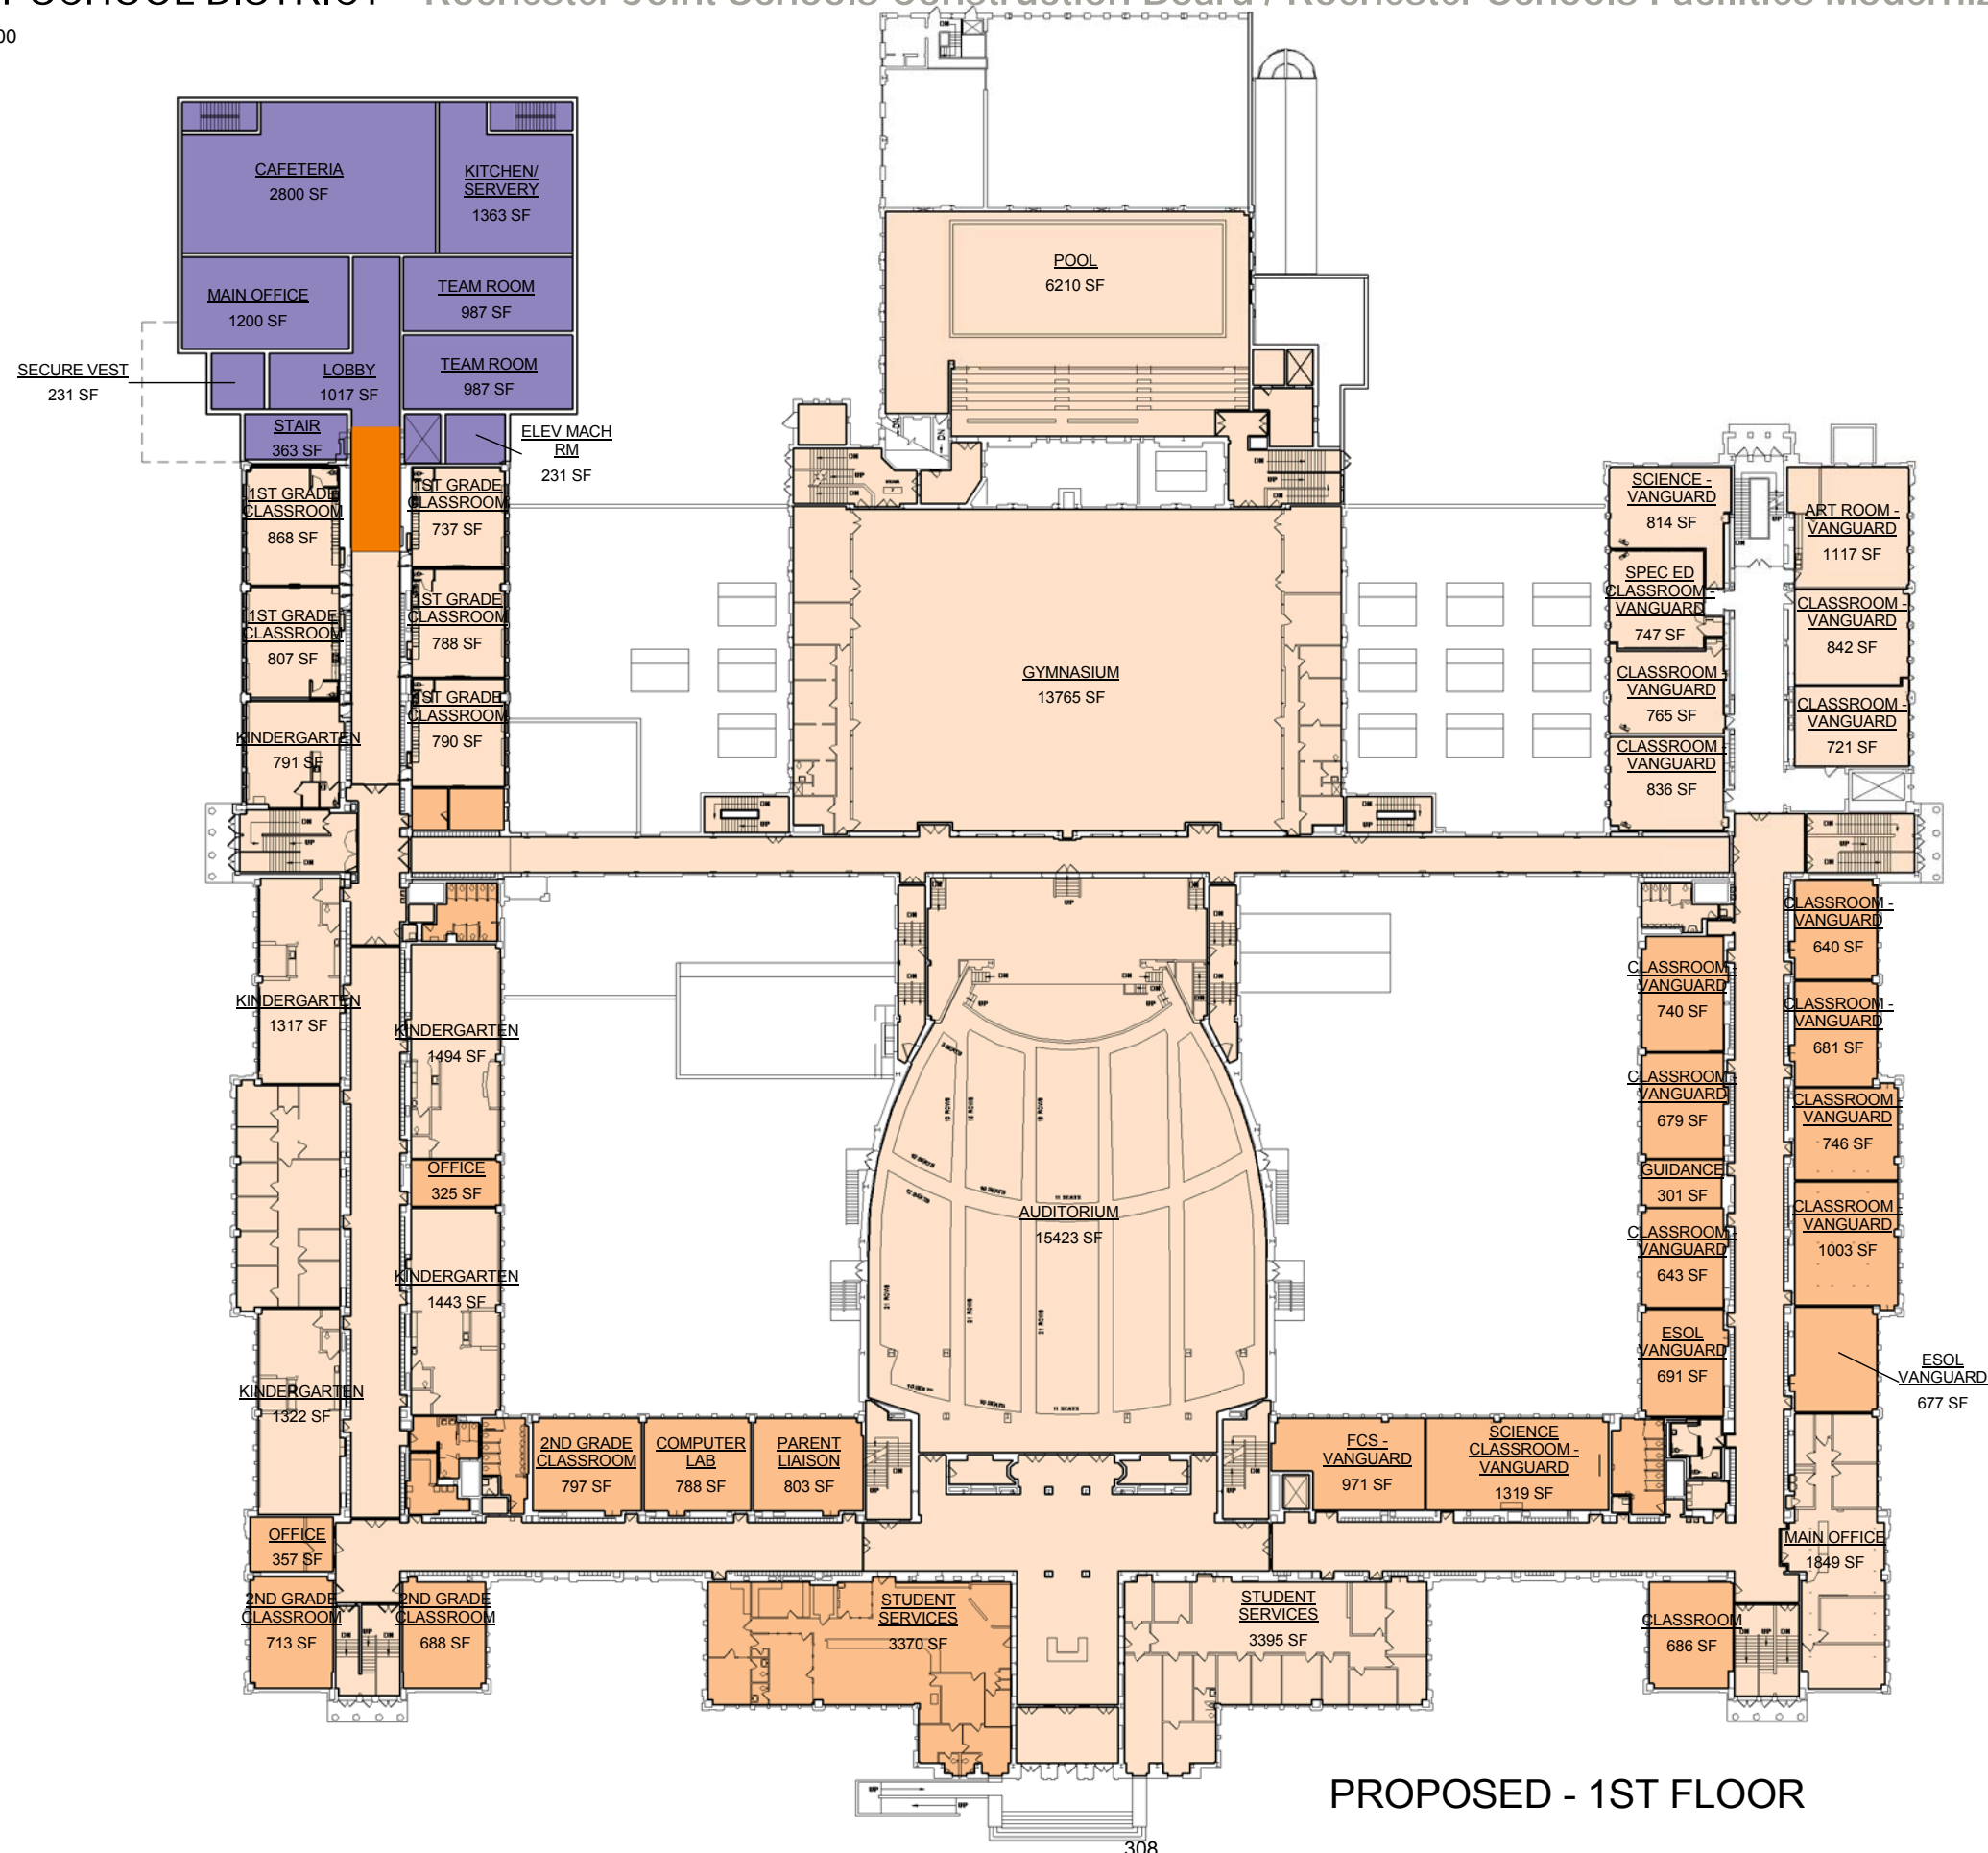 SCHOOL DISTRICT - Rochester Joint Schools Construction Board / Rochester Schools Facilities
00
CAFETERIA
2800 SF
KITCHEN/
SERVERY
1363 SF
MAIN OFFICE
1200 SF
TEAM ROOM
987 SF
TEAM ROOM
987 SF
SECURE VEST
231 SF
LOBBY
1017 SF
STAIR
363 SF
ELEV MACH
RM
231 SF
POOL
6210 SF
1ST GRADE
CLASSROOM
868 SF
1ST GRADE
CLASSROOM
737 SF
1ST GRADE
CLASSROOM
807 SF
1ST GRADE
CLASSROOM
788 SF
KINDERGARTEN
791 SF
1ST GRADE
CLASSROOM
790 SF
GYMNASIUM
13765 SF
SCIENCE -
VANGUARD
814 SF
ART ROOM -
VANGUARD
1117 SF
SPEC ED
CLASSROOM -
VANGUARD
747 SF
CLASSROOM -
VANGUARD
842 SF
CLASSROOM -
VANGUARD
765 SF
CLASSROOM -
VANGUARD
721 SF
CLASSROOM -
VANGUARD
836 SF
KINDERGARTEN
1317 SF
KINDERGARTEN
1494 SF
OFFICE
325 SF
KINDERGARTEN
1443 SF
KINDERGARTEN
1322 SF
AUDITORIUM
15423 SF
CLASSROOM -
VANGUARD
640 SF
CLASSROOM -
VANGUARD
740 SF
CLASSROOM -
VANGUARD
681 SF
CLASSROOM -
VANGUARD
679 SF
CLASSROOM -
VANGUARD
746 SF
GUIDANCE
301 SF
CLASSROOM -
VANGUARD
1003 SF
CLASSROOM -
VANGUARD
643 SF
ESOL
VANGUARD
691 SF
ESOL
VANGUARD
677 SF
2ND GRADE
CLASSROOM
797 SF
COMPUTER
LAB
788 SF
PARENT
LIAISON
803 SF
FCS -
VANGUARD
971 SF
SCIENCE
CLASSROOM -
VANGUARD
1319 SF
OFFICE
357 SF
MAIN OFFICE
1849 SF
2ND GRADE
CLASSROOM
713 SF
2ND GRADE
CLASSROOM
688 SF
STUDENT
SERVICES
3370 SF
STUDENT
SERVICES
3395 SF
CLASSROOM
686 SF
PROPOSED - 1ST FLOOR
308